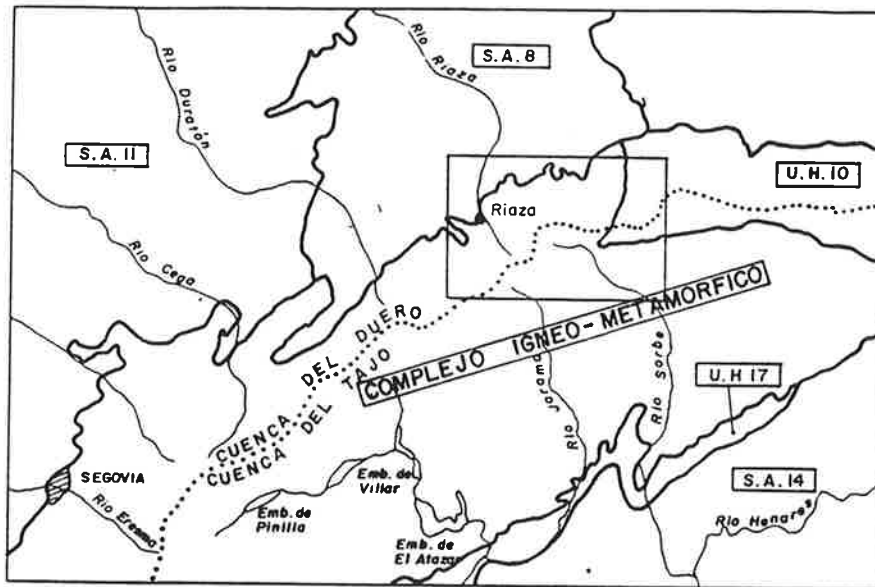 S.A. 8
Río Riaza
Río Duratón
S.A. 11
U.H. 10
Riaza
Río Cega
CUENCA DEL DUERO
CUENCA DEL TAJO
COMPLEJO IGNEO-METAMORFICO
Río Jarama
Río Sorbe
U.H 17
SEGOVIA
Río Eresma
Emb. de
Pinilla
Emb. de
Villar
Emb. de
El Atazar
S.A. 14
Río Henares